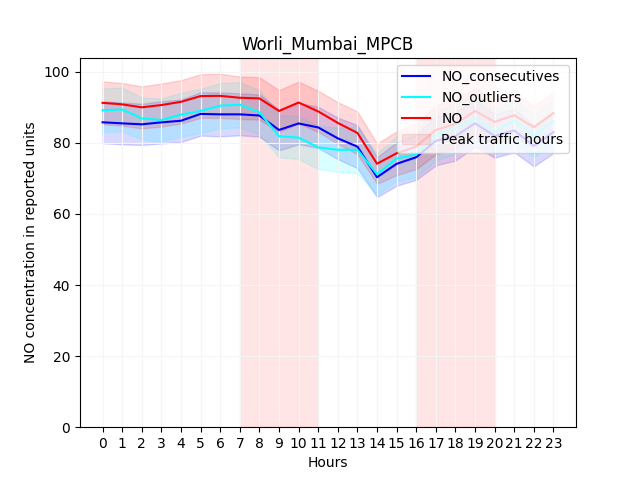 Worli_Mumbai_MPCB
NO_consecutives
NO_outliers
NO
Peak traffic hours
NO concentration in reported units
100
80
60
40
20
0
0 1 2 3 4 5 6 7 8 9 10 11 12 13 14 15 16 17 18 19 20 21 22 23
Hours